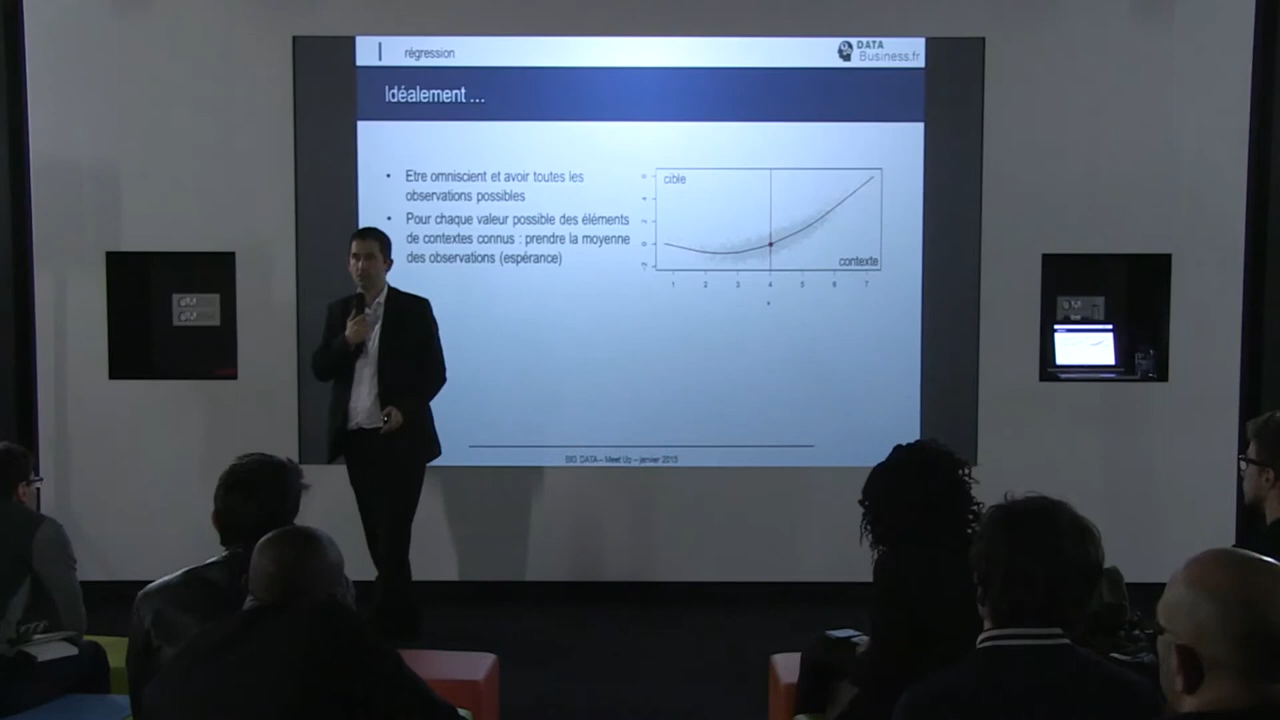 régression
DATA
Business.fr
Idéalement ...
• Etre omniscient et avoir toutes les
observations possibles
• Pour chaque valeur possible des éléments
de contextes connus : prendre la moyenne
des observations (espérance)
cible
contexte
1 2 3 4 5 6 7
BIG DATA – Meet Up – janvier 2015